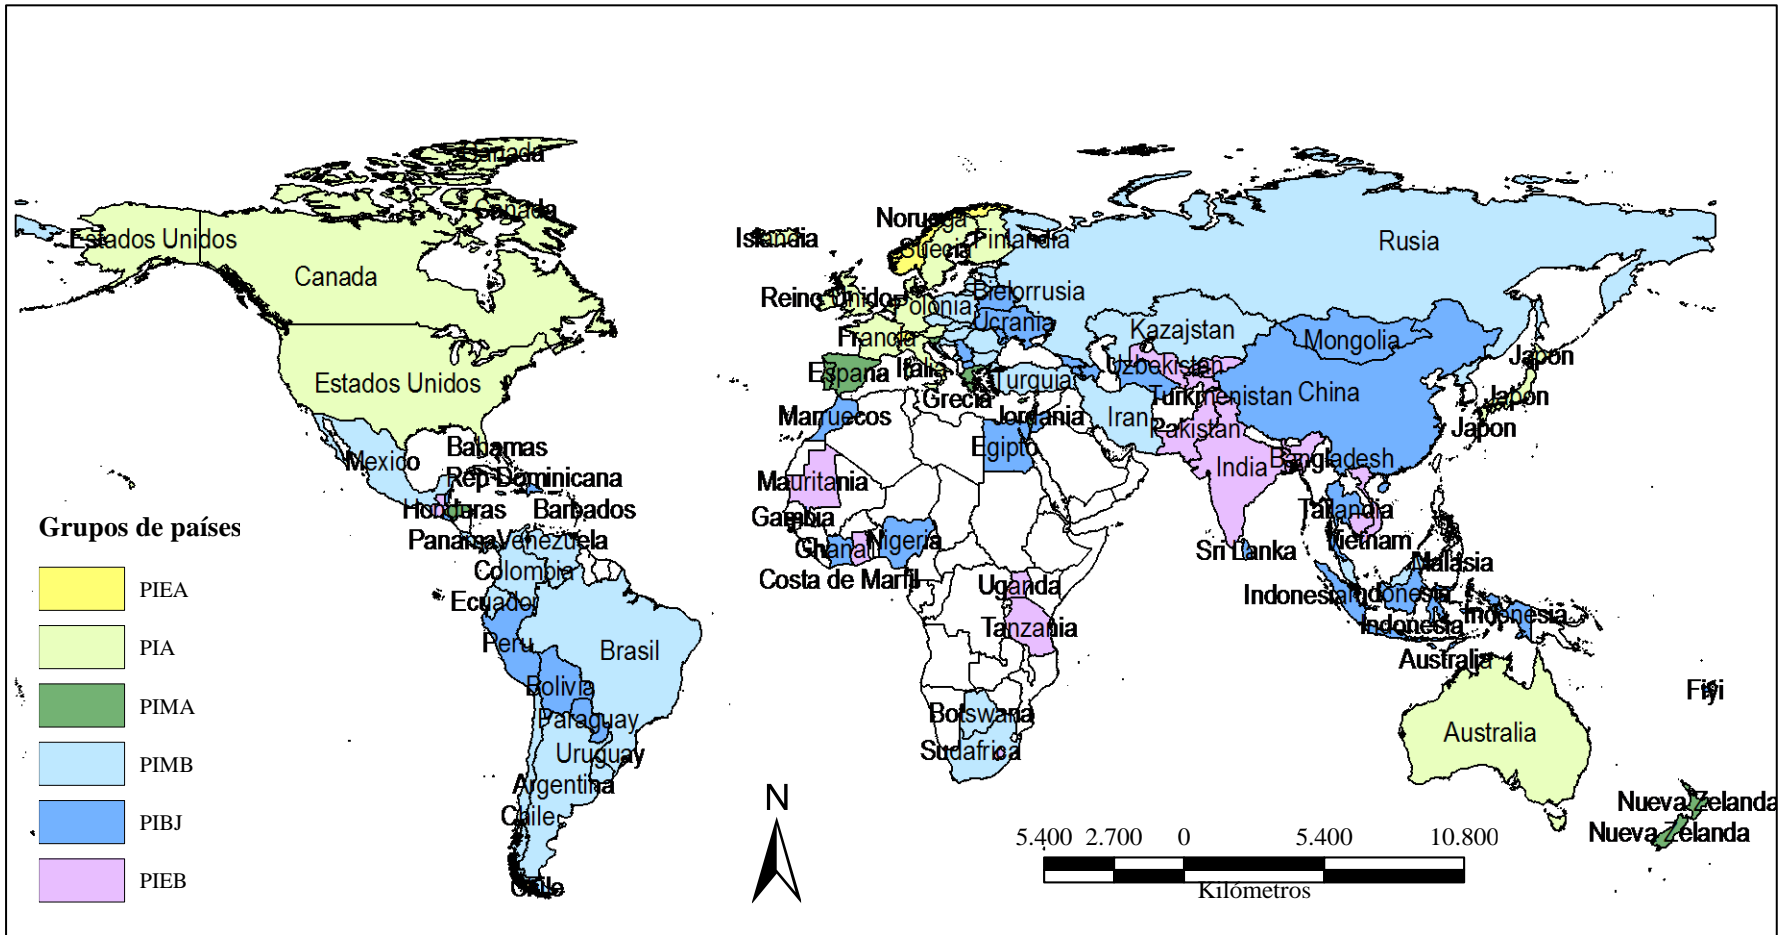 Canada
Canada
Noruega
Islandia
Suecia
Finlandia
Estados Unidos
Rusia
Canada
Bielorrusia
Reino Unido
Polonia
Ucrania
Kazajstan
Mongolia
Francia
Japon
Uzbekistan
Italia
Espana
Turquia
Estados Unidos
China
Turkmenistan
Japon
Grecia
Marruecos
Jordania
Iran
Pakistan
Japon
Bahamas
Egipto
Mexico
India
Bangladesh
Rep Dominicana
Mauritania
Honduras
Barbados
Tailandia
Gambia
Grupos de países
Panama
Venezuela
Ghana
Nigeria
Sri Lanka
Vietnam
Malasia
Colombia
Costa de Marfil
Uganda
PIEA
Ecuador
Indonesia
Indonesia
Indonesia
Tanzania
Indonesia
PIA
Peru
Brasil
Australia
Bolivia
Fiyi
PIMA
Paraguay
Botswana
Australia
Uruguay
Sudafrica
PIMB
Argentina
N
Nueva Zelanda
Chile
PIBJ
Nueva Zelanda
5.400 2.700 0 5.400 10.800
Kilómetros
PIEB
Chile